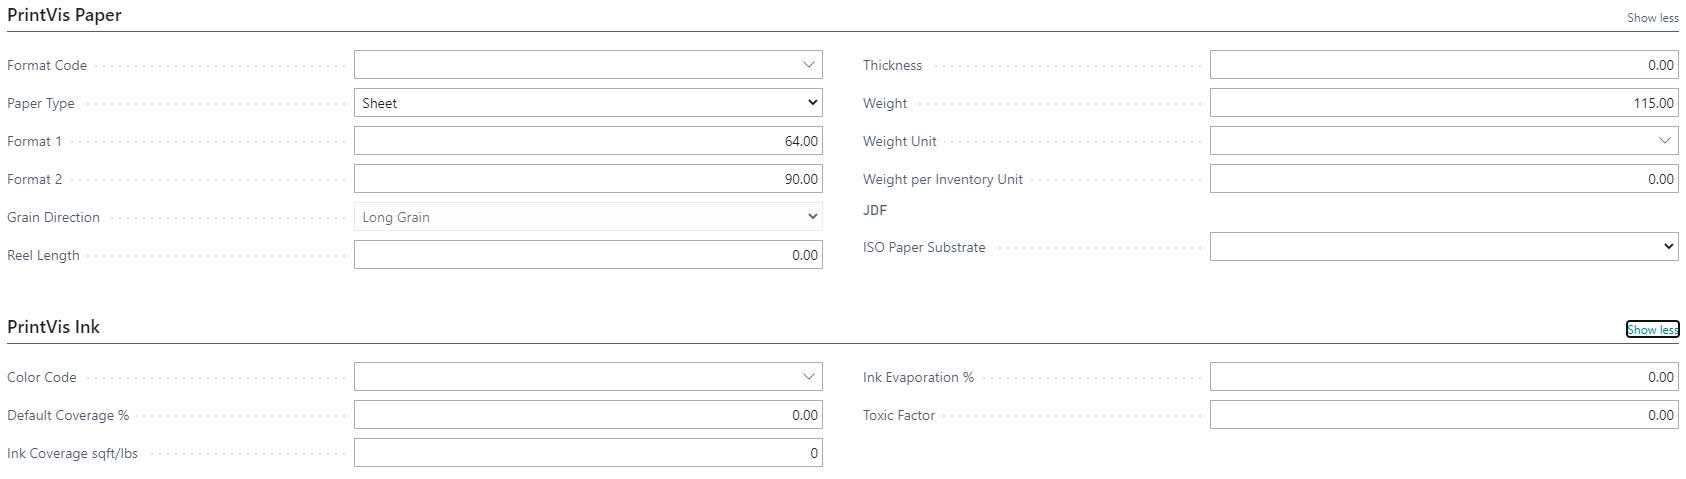 PrintVis Paper
Show less
Format Code
Paper Type Sheet
Format 1 64.00
Format 2 90.00
Grain Direction Long Grain
Reel Length 0.00
Thickness 0.00
Weight 115.00
Weight Unit
Weight per Inventory Unit 0.00
JDF
ISO Paper Substrate
PrintVis Ink
Show less
Color Code
Default Coverage % 0.00
Ink Coverage sqft/lbs 0
Ink Evaporation % 0.00
Toxic Factor 0.00